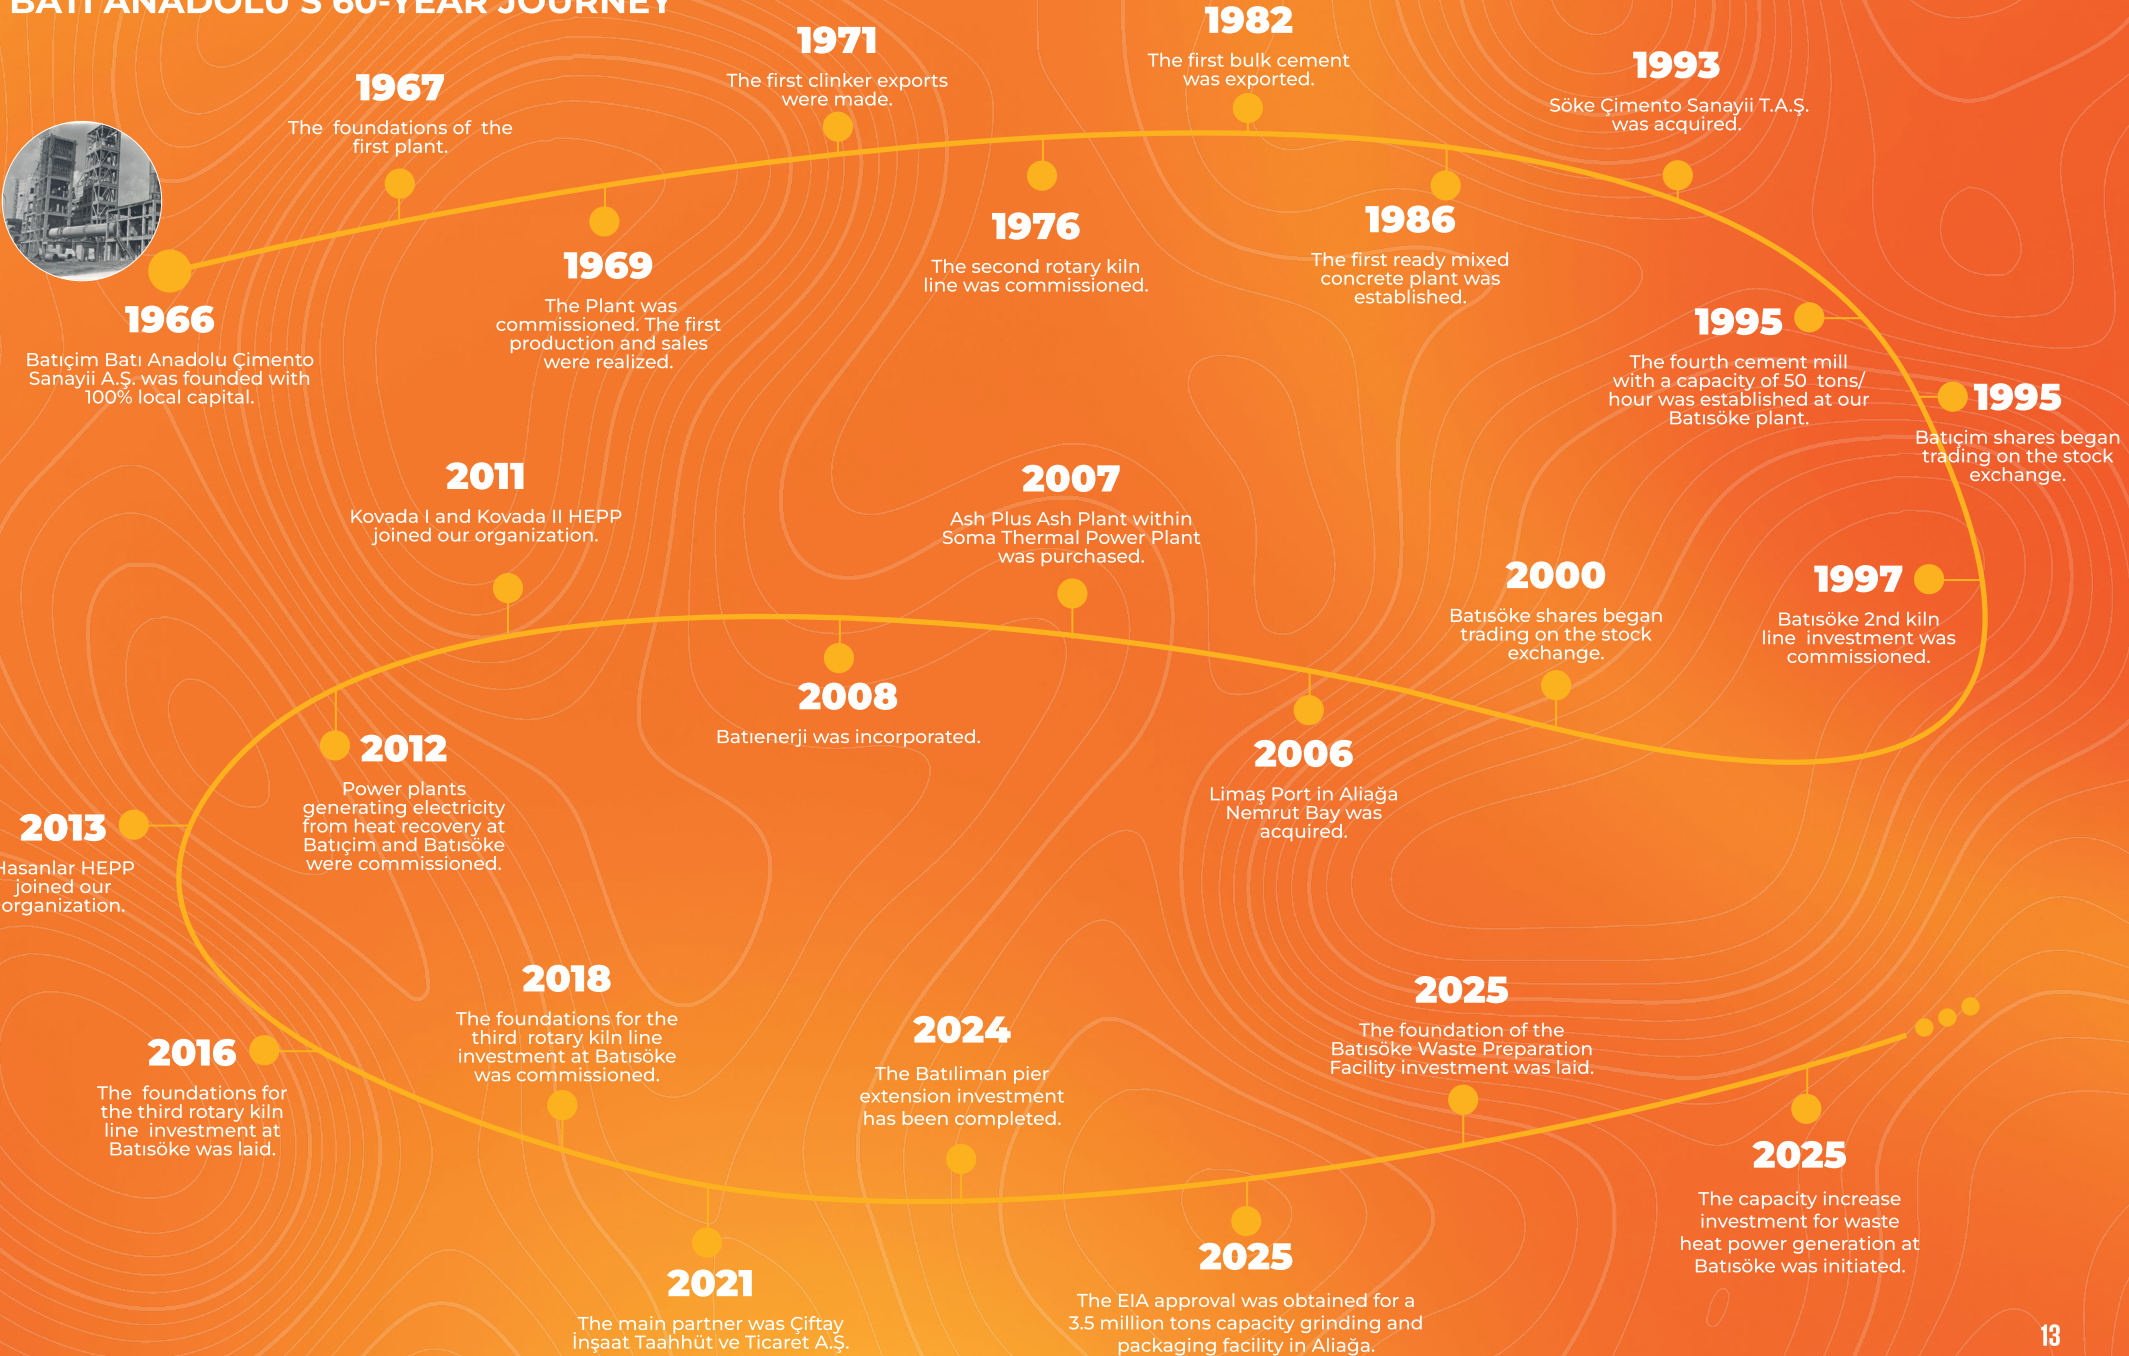 BATI ANADOLU'S 60-YEAR JOURNEY
1966
Batıçim Batı Anadolu Çimento
Sanayii A.Ş. was founded with
100% local capital.
1967
The foundations of the
first plant.
1969
The Plant was
commissioned. The first
production and sales
were realized.
1971
The first clinker exports
were made.
1976
The second rotary kiln
line was commissioned.
1982
The first bulk cement
was exported.
1986
The first ready mixed
concrete plant was
established.
1993
Söke Çimento Sanayii T.A.Ş.
was acquired.
1995
The fourth cement mill
with a capacity of 50 tons/
hour was established at our
Batısöke plant.
1995
Batıçim shares began
trading on the stock
exchange.
1997
Batısöke 2nd kiln
line investment was
commissioned.
2000
Batısöke shares began
trading on the stock
exchange.
2006
Limaş Port in Aliağa
Nemrut Bay was
acquired.
2007
Ash Plus Ash Plant within
Soma Thermal Power Plant
was purchased.
2008
Batıenerji was incorporated.
2011
Kovada I and Kovada II HEPP
joined our organization.
2012
Power plants
generating electricity
from heat recovery at
Batıçim and Batısöke
were commissioned.
2013
Hasanlar HEPP
joined our
organization.
2016
The foundations for
the third rotary kiln
line investment at
Batısöke was laid.
2018
The foundations for the
third rotary kiln line
investment at Batısöke
was commissioned.
2021
The main partner was Çiftay
İnşaat Taahhüt ve Ticaret A.Ş.
2024
The Batıliman pier
extension investment
has been completed.
2025
The EIA approval was obtained for a
3.5 million tons capacity grinding and
packaging facility in Aliağa.
2025
The foundation of the
Batısöke Waste Preparation
Facility investment was laid.
2025
The capacity increase
investment for waste
heat power generation at
Batısöke was initiated.
13